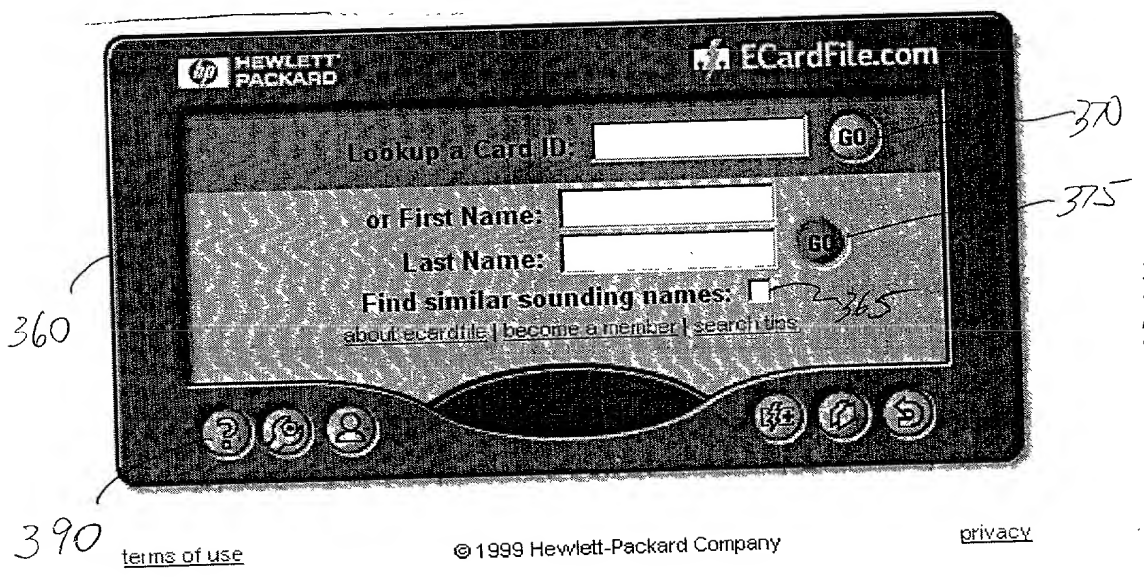 hp HEWLETT PACKARD
ECardFile.com
Lookup a Card ID: GO
370
or First Name:
GO
375
Last Name:
Find similar sounding names:
365
about ecardfile | become a member | search tips
360
?
390
terms of use
© 1999 Hewlett-Packard Company
privacy